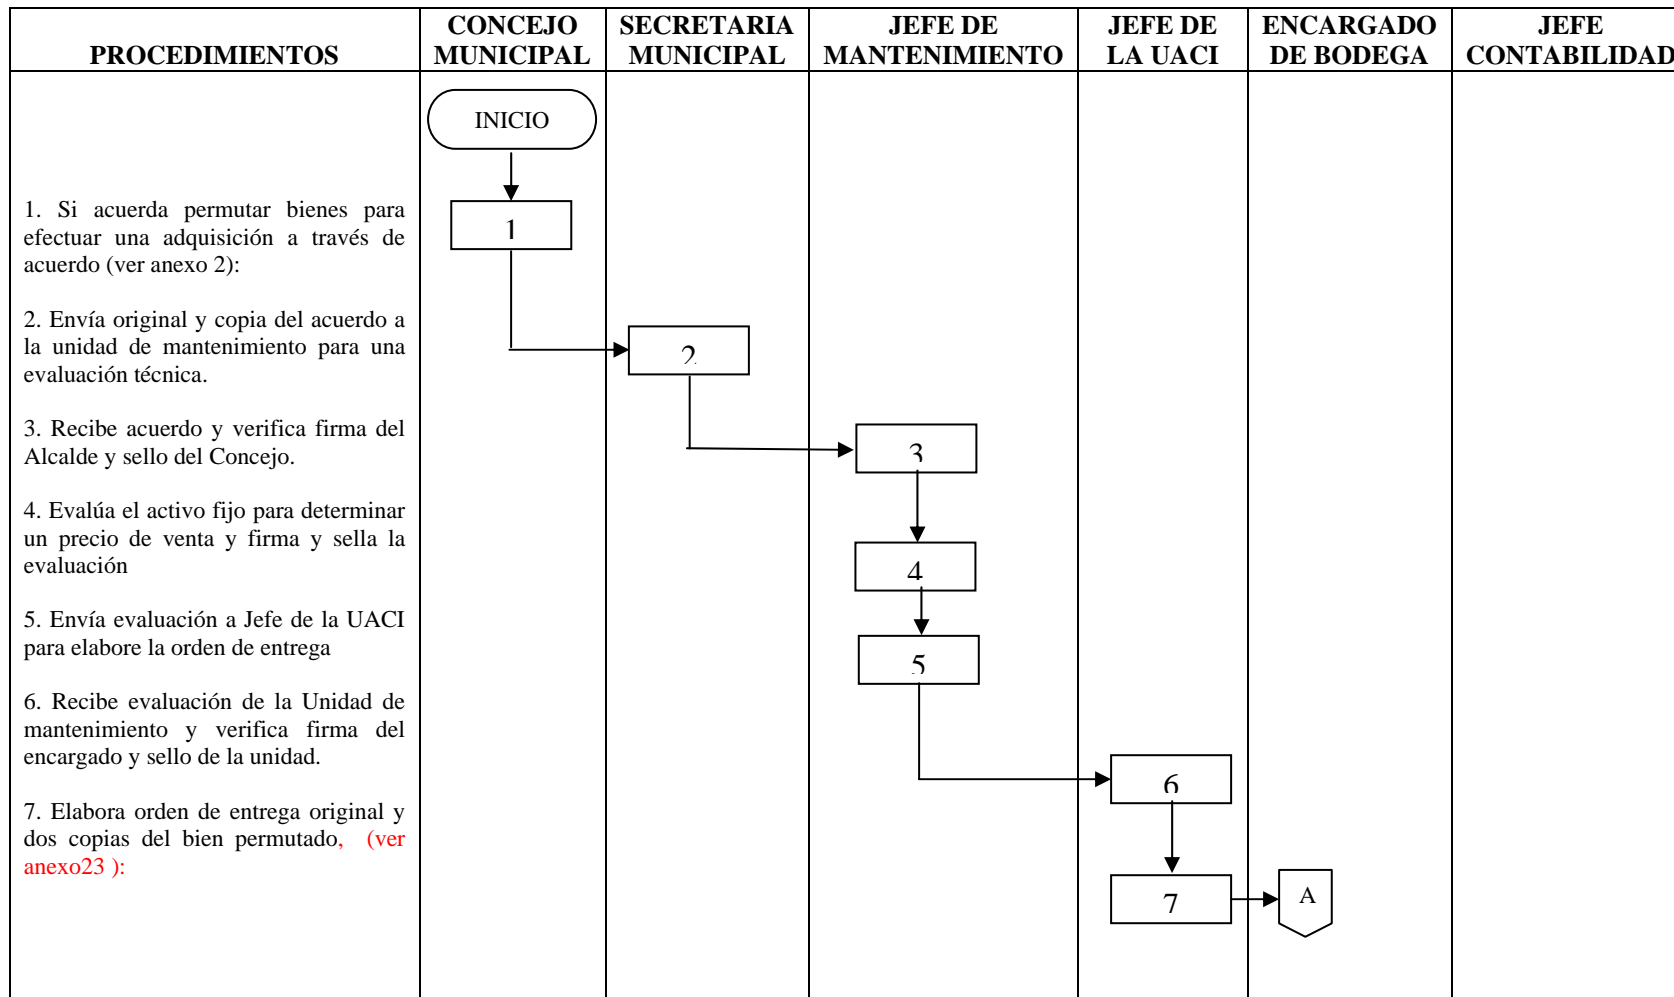 PROCEDIMIENTOS
CONCEJO
MUNICIPAL
SECRETARIA
MUNICIPAL
JEFE DE
MANTENIMIENTO
JEFE DE
LA UACI
ENCARGADO
DE BODEGA
JEFE
CONTABILIDAD
INICIO
1. Si acuerda permutar bienes para
efectuar una adquisición a través de
acuerdo (ver anexo 2):
1
2. Envía original y copia del acuerdo a
la unidad de mantenimiento para una
evaluación técnica.
2
3. Recibe acuerdo y verifica firma del
Alcalde y sello del Concejo.
3
4. Evalúa el activo fijo para determinar
un precio de venta y firma y sella la
evaluación
4
5. Envía evaluación a Jefe de la UACI
para elabore la orden de entrega
5
6. Recibe evaluación de la Unidad de
mantenimiento y verifica firma del
encargado y sello de la unidad.
6
7. Elabora orden de entrega original y
dos copias del bien permutado, (ver
anexo23 ):
7
A